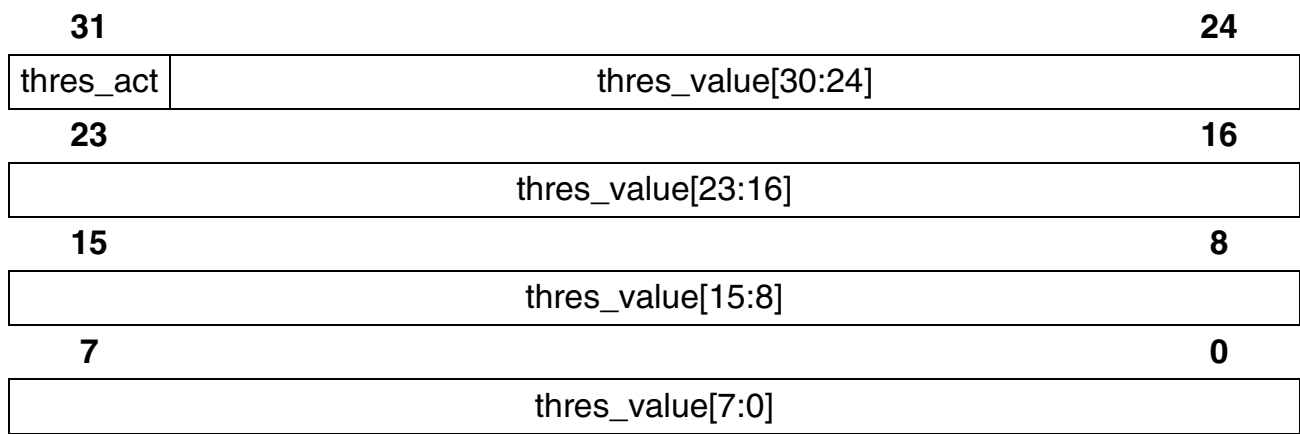 31 24
thres_act thres_value[30:24]
23 16
thres_value[23:16]
15 8
thres_value[15:8]
7 0
thres_value[7:0]